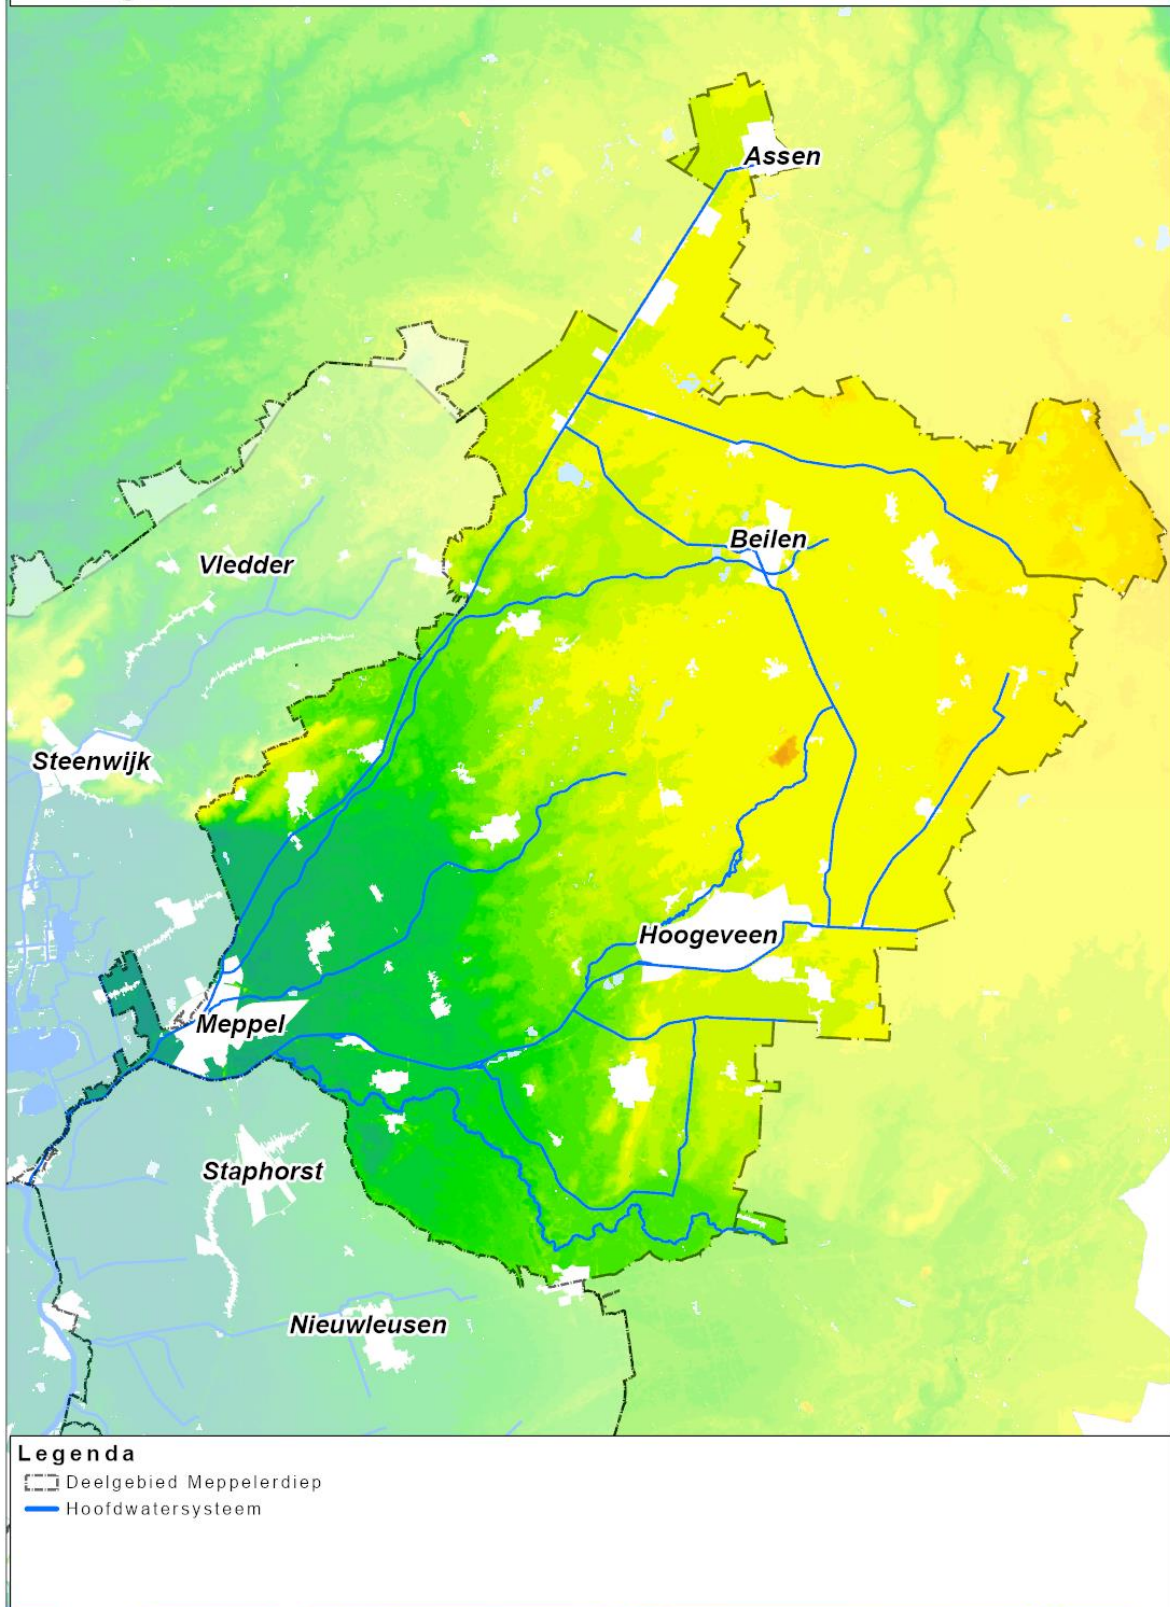 Assen
Beilen
Vledder
Steenwijk
Hoogeveen
Meppel
Staphorst
Nieuwleusen
Legenda
Deelgebied Meppelerdiep
Hoofdwatersysteem